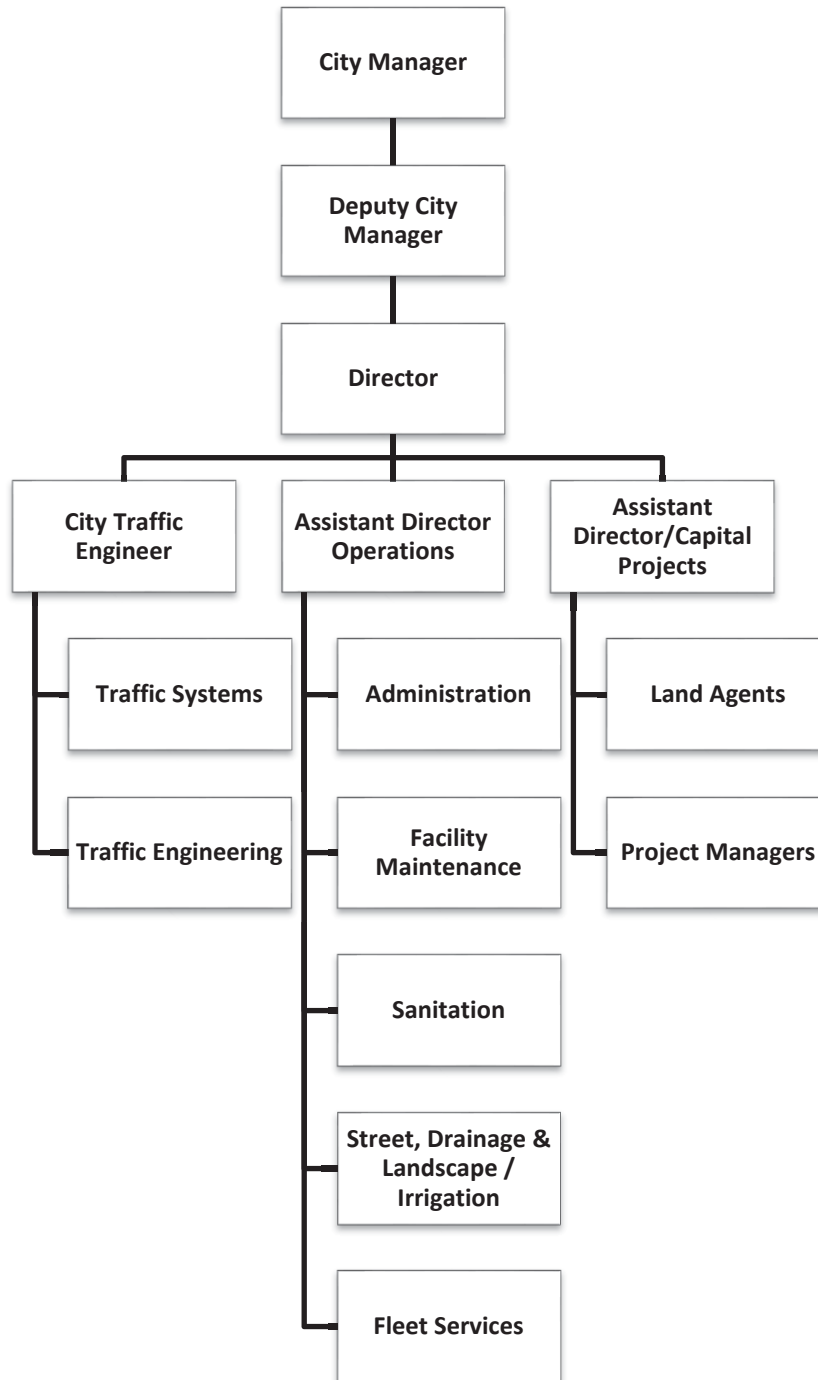 City Manager
Deputy City
Manager
Director
City Traffic
Engineer
Assistant Director
Operations
Assistant
Director/Capital
Projects
Traffic Systems
Administration
Land Agents
Traffic Engineering
Facility
Maintenance
Project Managers
Sanitation
Street, Drainage &
Landscape /
Irrigation
Fleet Services